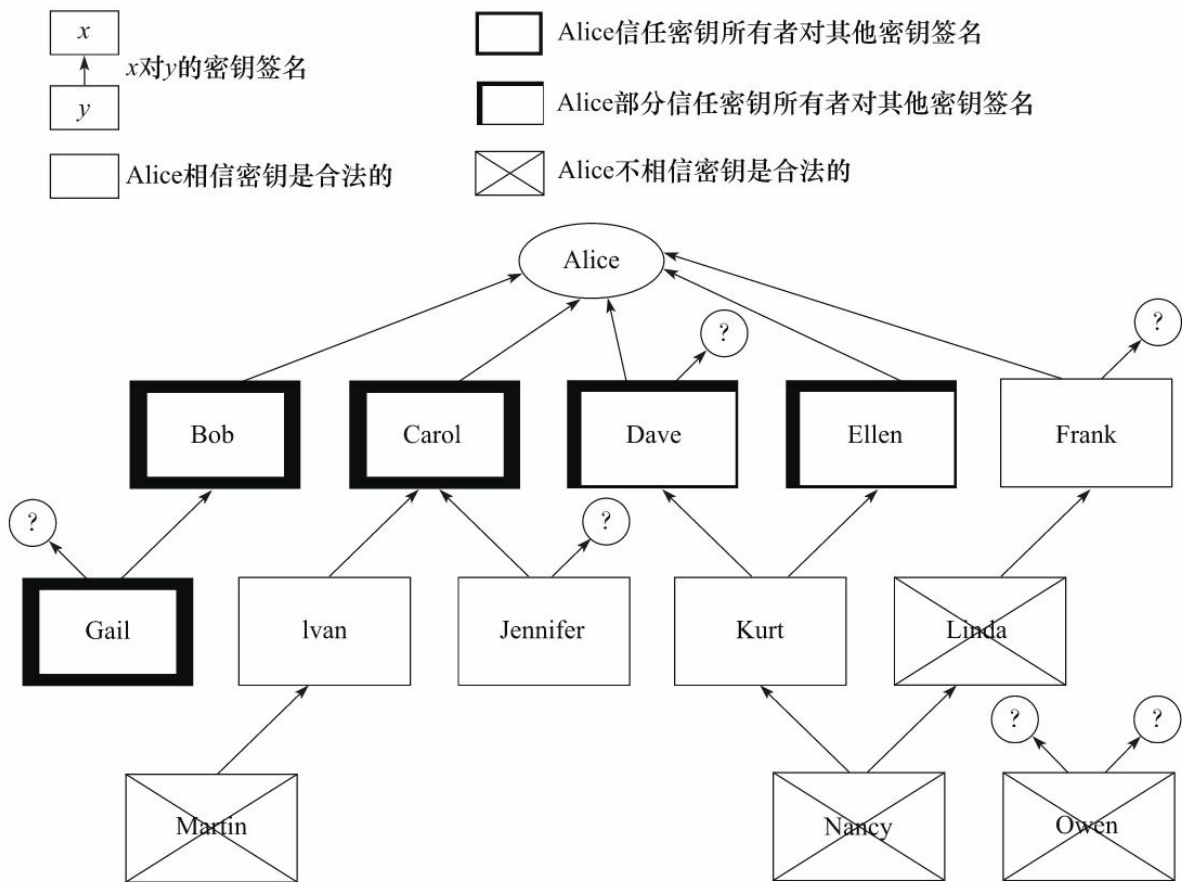 x
x对y的密钥签名
y
Alice相信密钥是合法的
Alice信任密钥所有者对其他密钥签名
Alice部分信任密钥所有者对其他密钥签名
Alice不相信密钥是合法的
Alice
?
?
Bob
Carol
Dave
Ellen
Frank
?
?
Gail
lvan
Jennifer
Kurt
Linda
?
?
Martin
Nancy
Owen